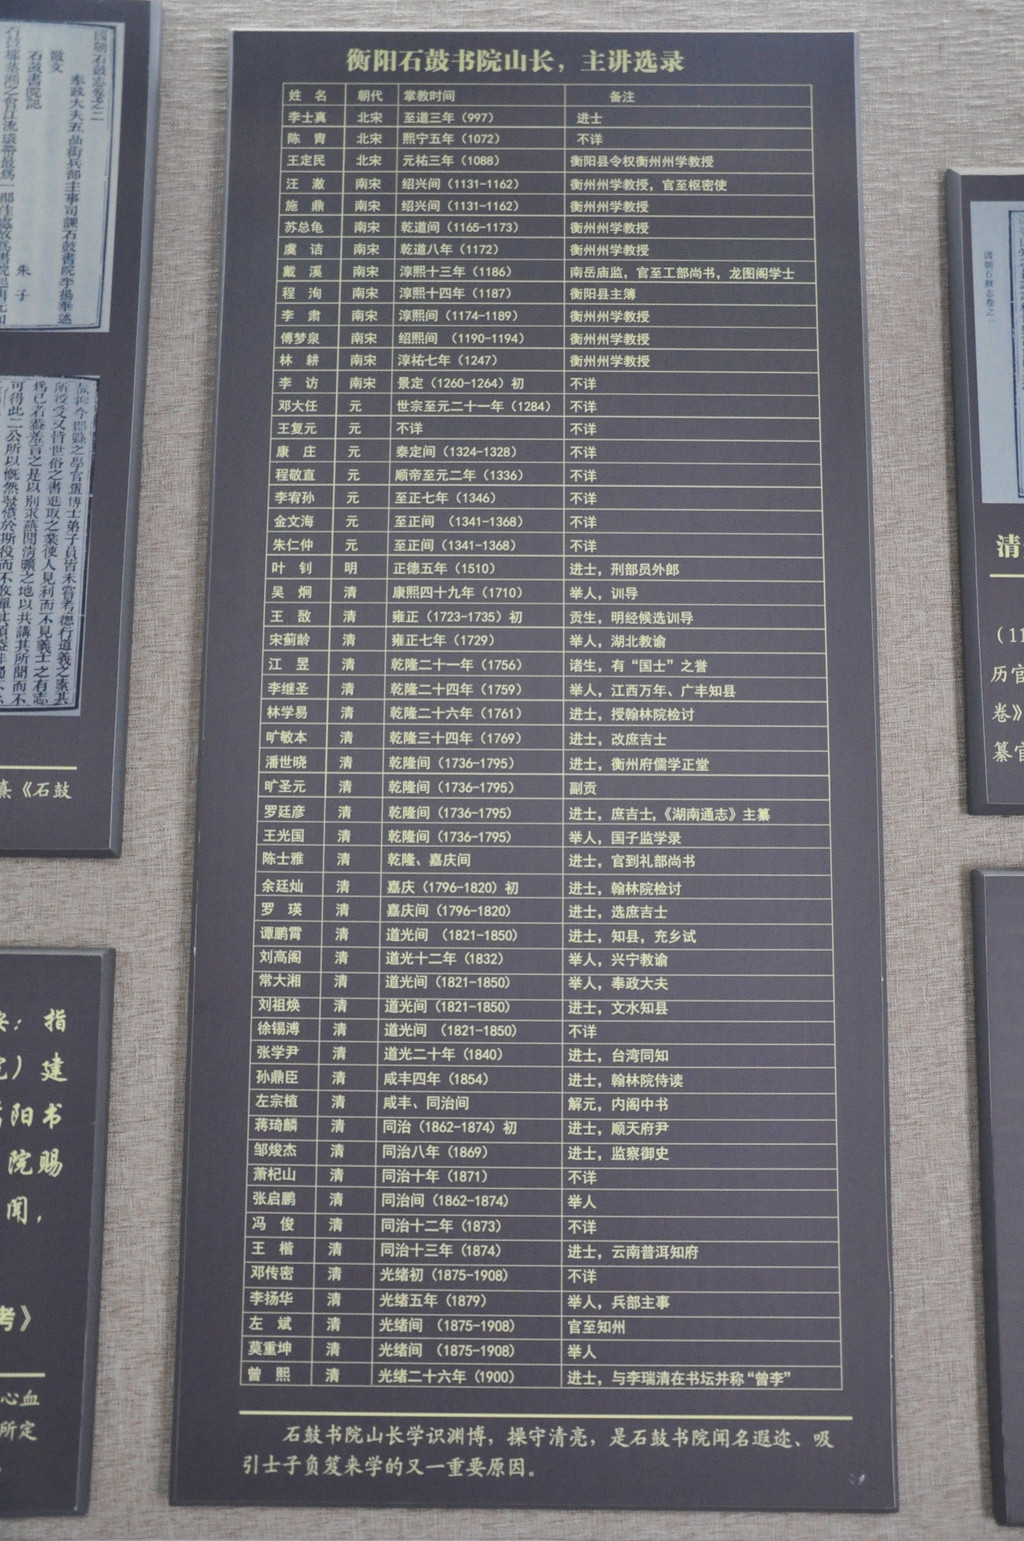 衡阳石鼓书院山长，主讲选录
姓 名 朝代 掌教时间 备注
李士真 北宋 至道三年（997） 进士
陈 胄 北宋 熙宁五年（1072） 不详
王定民 北宋 元祐三年（1088） 衡阳县令权衡州州学教授
汪 澈 南宋 绍兴间（1131-1162） 衡州州学教授，官至枢密使
施 鼎 南宋 绍兴间（1131-1162） 衡州州学教授
苏总龟 南宋 乾道间（1165-1173） 衡州州学教授
虞 诘 南宋 乾道八年（1172） 衡州州学教授
戴 溪 南宋 淳熙十三年（1186） 南岳庙监，官至工部尚书，龙图阁学士
程 洵 南宋 淳熙十四年（1187） 衡阳县主簿
李 肃 南宋 淳熙间（1174-1189） 衡州州学教授
傅梦泉 南宋 绍熙间 （1190-1194） 衡州州学教授
林 耕 南宋 淳祐七年（1247） 衡州州学教授
李 访 南宋 景定（1260-1264）初 不详
邓大任 元 世宗至元二十一年（1284） 不详
王复元 元 不详 不详
康 庄 元 泰定间（1324-1328） 不详
程敬直 元 顺帝至元二年（1336） 不详
李宥孙 元 至正七年（1346） 不详
金文海 元 至正间 （1341-1368） 不详
朱仁仲 元 至正间（1341-1368） 不详
叶 钊 明 正德五年（1510） 进士，刑部员外郎
吴 炯 清 康熙四十九年（1710） 举人，训导
王 敔 清 雍正（1723-1735）初 贡生，明经候选训导
宋蓟龄 清 雍正七年（1729） 举人，湖北教谕
江 昱 清 乾隆二十一年（1756） 诸生，有“国士”之誉
李继圣 清 乾隆二十四年（1759） 举人，江西万年、广丰知县
林学易 清 乾隆二十六年（1761） 进士，授翰林院检讨
旷敏本 清 乾隆三十四年（1769） 进士，改庶吉士
潘世晓 清 乾隆间（1736-1795） 进士，衡州府儒学正堂
旷圣元 清 乾隆间（1736-1795） 副贡
罗廷彦 清 乾隆间（1736-1795） 进士，庶吉士，《湖南通志》主纂
王光国 清 乾隆间（1736-1795） 举人，国子监学录
陈士雅 清 乾隆、嘉庆间 进士，官到礼部尚书
余廷灿 清 嘉庆（1796-1820）初 进士，翰林院检讨
罗 瑛 清 嘉庆间（1796-1820） 进士，选庶吉士
谭鹏霄 清 道光间 （1821-1850） 进士，知县，充乡试
刘高阁 清 道光十二年（1832） 举人，兴宁教谕
常大湘 清 道光间（1821-1850） 举人，奉政大夫
刘祖焕 清 道光间（1821-1850） 进士，文水知县
徐锡溥 清 道光间 （1821-1850） 不详
张学尹 清 道光二十年（1840） 进士，台湾同知
孙鼎臣 清 咸丰四年（1854） 进士，翰林院侍读
左宗植 清 咸丰、同治间 解元，内阁中书
蒋琦麟 清 同治（1862-1874）初 进士，顺天府尹
邹焌杰 清 同治八年（1869） 进士，监察御史
萧杞山 清 同治十年（1871） 不详
张启鹏 清 同治间（1862-1874） 举人
冯 俊 清 同治十二年（1873） 不详
王 楷 清 同治十三年（1874） 进士，云南普洱知府
邓传密 清 光绪初（1875-1908） 不详
李扬华 清 光绪五年（1879） 举人，兵部主事
左 斌 清 光绪间 （1875-1908） 官至知州
莫重坤 清 光绪间 （1875-1908） 举人
曾 熙 清 光绪二十六年（1900） 进士，与李瑞清在书坛并称“曾李”
石鼓书院山长学识渊博，操守清亮，是石鼓书院闻名遐迩、吸
引士子负笈来学的又一重要原因。
《石鼓
：指
）建
阳书
院赐
闻，
考》
心血
所定
清
（11
历官
卷》
纂官